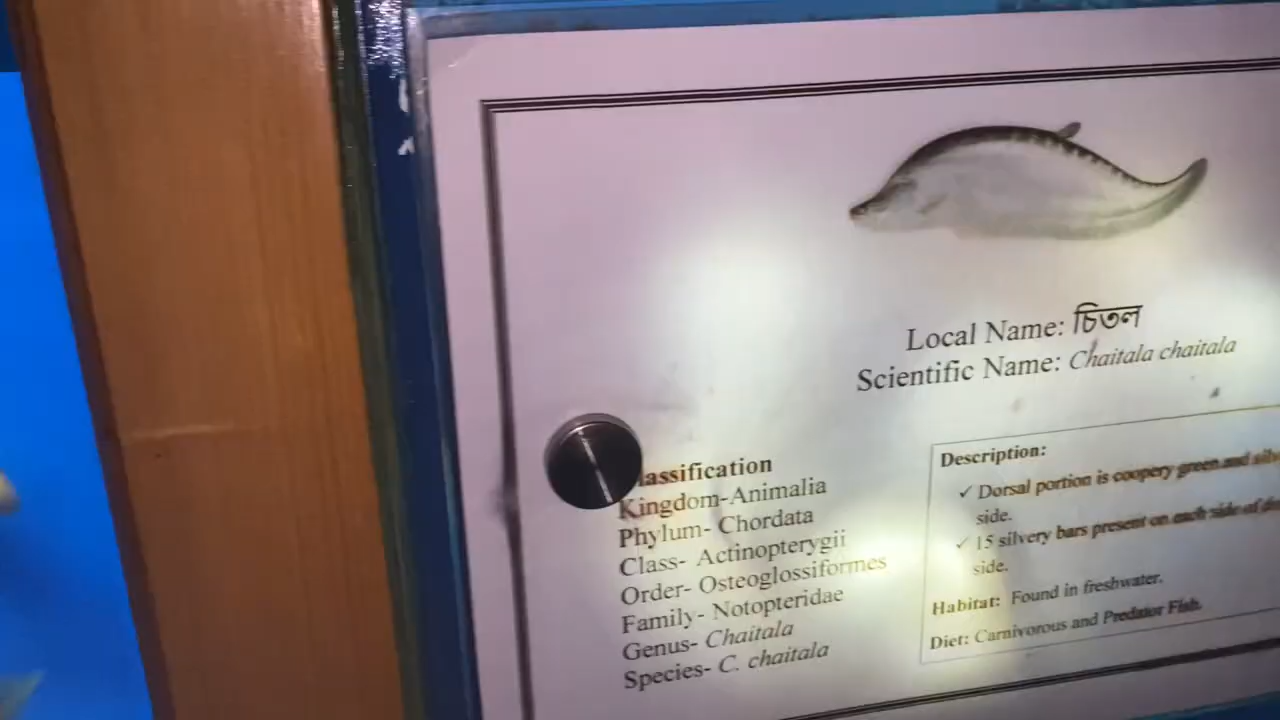 Local Name: চিতল
Scientific Name: Chaitala chaitala
lassification
Kingdom-Animalia
Phylum- Chordata
Class- Actinopterygii
Order- Osteoglossiformes
Family- Notopteridae
Genus- Chaitala
Species- C. chaitala
Description:
✓ Dorsal portion is coopery green and silv
side.
✓ 15 silvery bars present on each side of
side.
Habitat: Found in freshwater.
Diet: Carnivorous and Predator Fish.